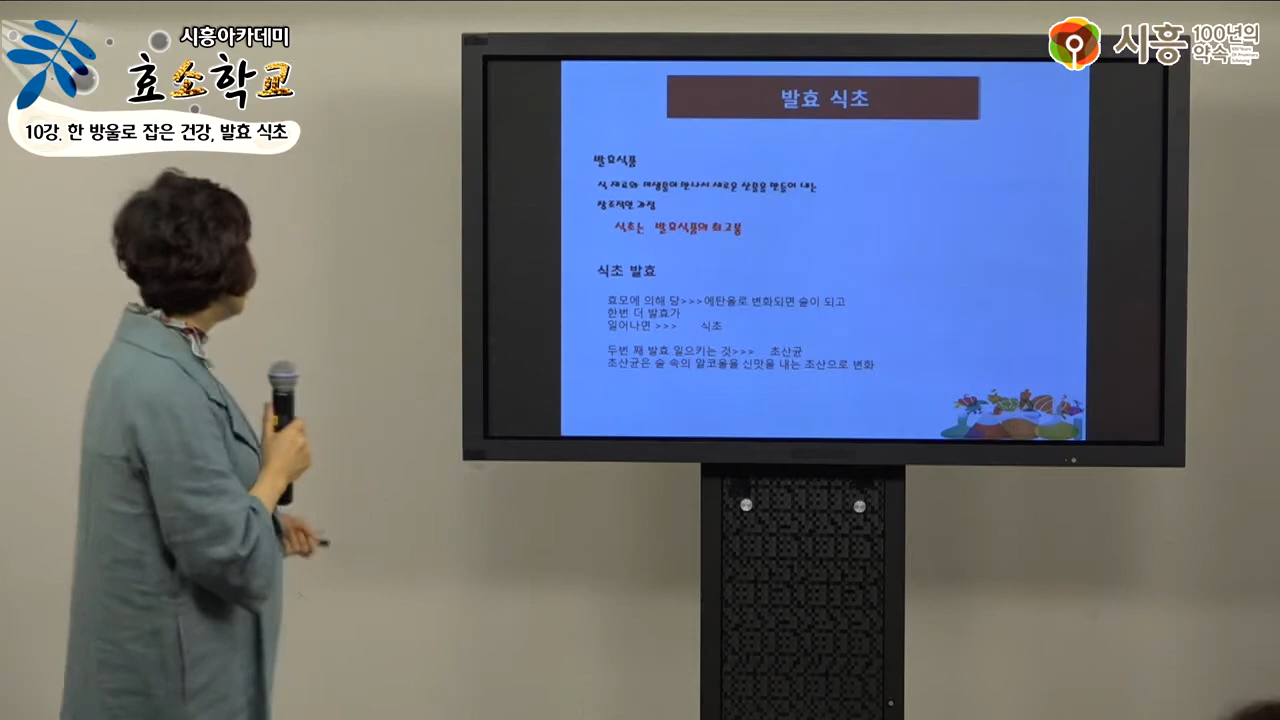 시흥아카데미
효소학교
10강. 한 방울로 잡은 건강, 발효 식초
시흥 100년의 약속
발효 식초
발효식품
식 재료와 미생물이 만나서 새로운 산물을 만들어 내는
창조적인 과정
식초는 발효식품의 최고봉
식초 발효
효모에 의해 당>>>에탄올로 변화되면 술이 되고
한번 더 발효가
일어나면 >>> 식초
두번 째 발효 일으키는 것>>> 초산균
초산균은 술 속의 알코올을 신맛을 내는 초산으로 변화